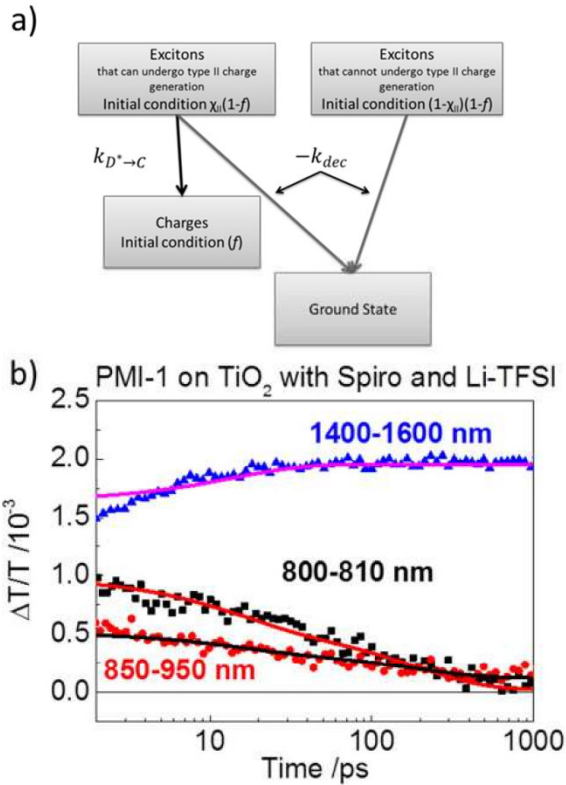 a)
Excitons
that can undergo type II charge
generation
Initial condition χII(1-f)
Excitons
that cannot undergo type II charge
generation
Initial condition (1-χII)(1-f)
kD*→C
−kdec
Charges
Initial condition (f)
Ground State
b) PMI-1 on TiO2 with Spiro and Li-TFSI
2.5
2.0
1.5
1.0
0.5
0.0
ΔT/T /10-3
1400-1600 nm
800-810 nm
850-950 nm
10
100
1000
Time /ps